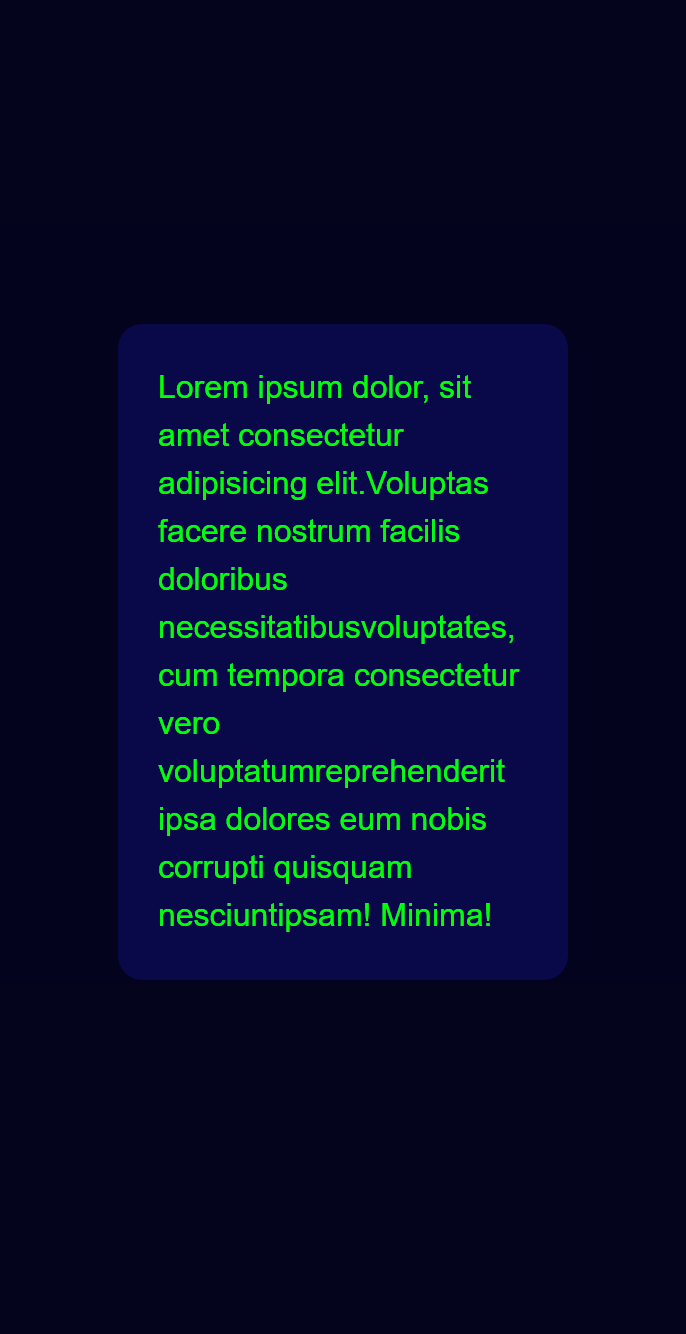 Lorem ipsum dolor, sit
amet consectetur
adipisicing elit.Voluptas
facere nostrum facilis
doloribus
necessitatibusvoluptates,
cum tempora consectetur
vero
voluptatumreprehenderit
ipsa dolores eum nobis
corrupti quisquam
nesciuntipsam! Minima!